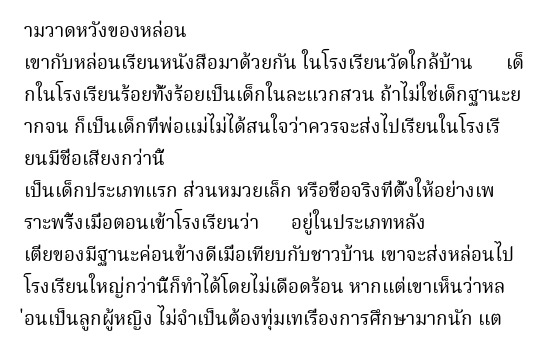 ามวาดหวังของหล่อน
เขากับหล่อนเรียนหนังสือมาด้วยกัน ในโรงเรียนวัดใกล้บ้าน เด็
กในโรงเรียนร้อยทั้งร้อยเป็นเด็กในละแวกสวน ถ้าไม่ใช่เด็กฐานะย
ากจน ก็เป็นเด็กที่พ่อแม่ไม่ได้สนใจว่าควรจะส่งไปเรียนในโรงเรี
ยนมีชื่อเสียงกว่านี้
เป็นเด็กประเภทแรก ส่วนหมวยเล็ก หรือชื่อจริงที่ตั้งให้อย่างเพ
ราะพริ้งเมื่อตอนเข้าโรงเรียนว่า อยู่ในประเภทหลัง
เตี่ยของมีฐานะค่อนข้างดีเมื่อเทียบกับชาวบ้าน เขาจะส่งหล่อนไป
โรงเรียนใหญ่กว่านี้ก็ทำได้โดยไม่เดือดร้อน หากแต่เขาเห็นว่าหล
่อนเป็นลูกผู้หญิง ไม่จำเป็นต้องทุ่มเทเรื่องการศึกษามากนัก แต